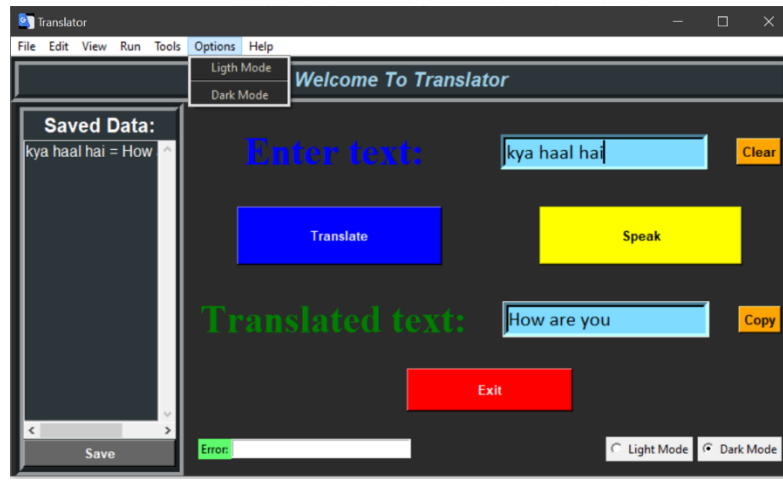 Translator
File Edit View Run Tools Options Help
Ligth Mode
Dark Mode
Welcome To Translator
Saved Data:
kya haal hai = How
Save
Enter text:
kya haal hai
Clear
Translate
Speak
Translated text:
How are you
Copy
Exit
Error:
Light Mode
Dark Mode